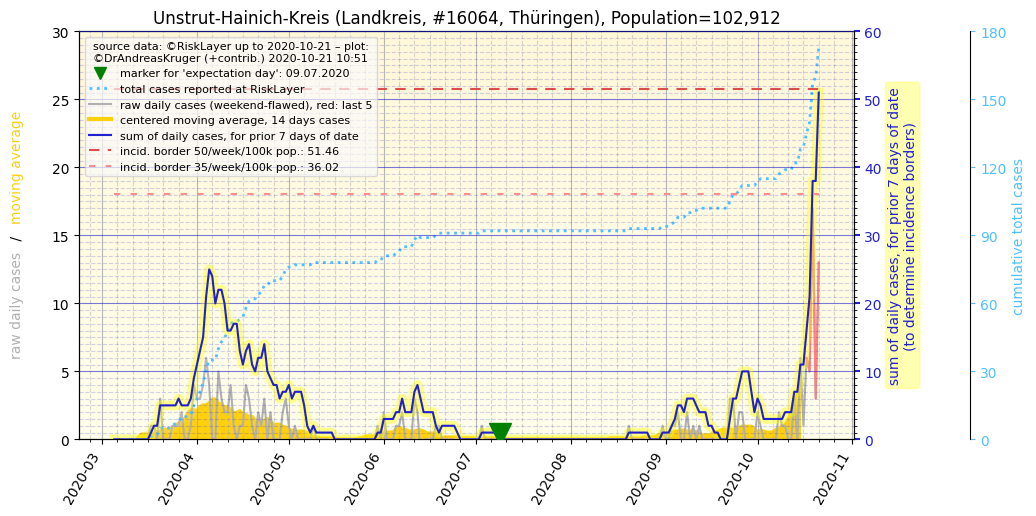 Unstrut-Hainich-Kreis (Landkreis, #16064, Thüringen), Population=102,912
source data: ©RiskLayer up to 2020-10-21 – plot:
©DrAndreasKruger (+contrib.) 2020-10-21 10:51
marker for 'expectation day': 09.07.2020
total cases reported at RiskLayer
raw daily cases (weekend-flawed), red: last 5
centered moving average, 14 days cases
sum of daily cases, for prior 7 days of date
incid. border 50/week/100k pop.: 51.46
incid. border 35/week/100k pop.: 36.02
raw daily cases / moving average
30
25
20
15
10
5
0
2020-03
2020-04
2020-05
2020-06
2020-07
2020-08
2020-09
2020-10
2020-11
60
50
40
30
20
10
0
sum of daily cases, for prior 7 days of date
(to determine incidence borders)
180
150
120
90
60
30
0
cumulative total cases